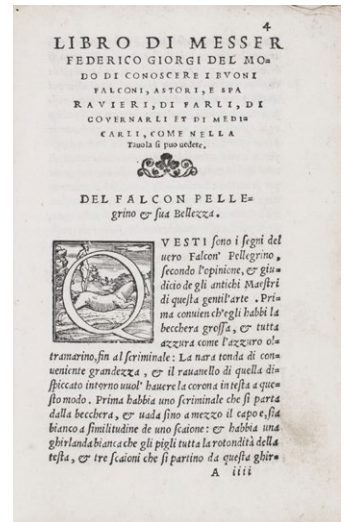 4
LIBRO DI MESSER
FEDERICO GIORGI DEL MO-
DO DI CONOSCERE I BVONI
FALCONI, ASTORI, E SPA
RAVIERI, DI FARLI, DI
GOVERNARLI ET DI MEDI-
CARLI, COME NELLA
Tauola si può uedere.
DEL FALCON PELLE-
grino & sua Bellezza.
QVESTI sono i segni del
uero Falcon' Pellegrino,
secondo l'opinione, & giu-
dicio de gli antichi Maestri
di questa gentil'arte. Pri-
ma conuien ch'egli habbi la
becchera grossa, & tutta
azzura come l'azzuro ol-
tramarino, fin al scriminale: La nara tonda di con-
ueniente grandezza, & il rauanello di quella di-
spiccato intorno uuol' hauere la corona in testa a que-
sto modo. Prima habbia uno scriminale che si parta
dalla becchera, & uada sino a mezzo il capo e, sia
bianco a similitudine de uno scaione: & habbia una
ghirlanda bianca che gli pigli tutta la rotondità della
testa, & tre scaioni che si partino da questa ghir-
A iiii